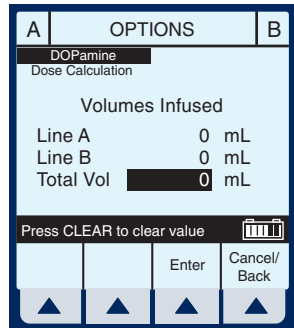 A OPTIONS B
DOPamine
Dose Calculation
Volumes Infused
Line A 0 mL
Line B 0 mL
Total Vol 0 mL
Press CLEAR to clear value
Enter
Cancel/
Back